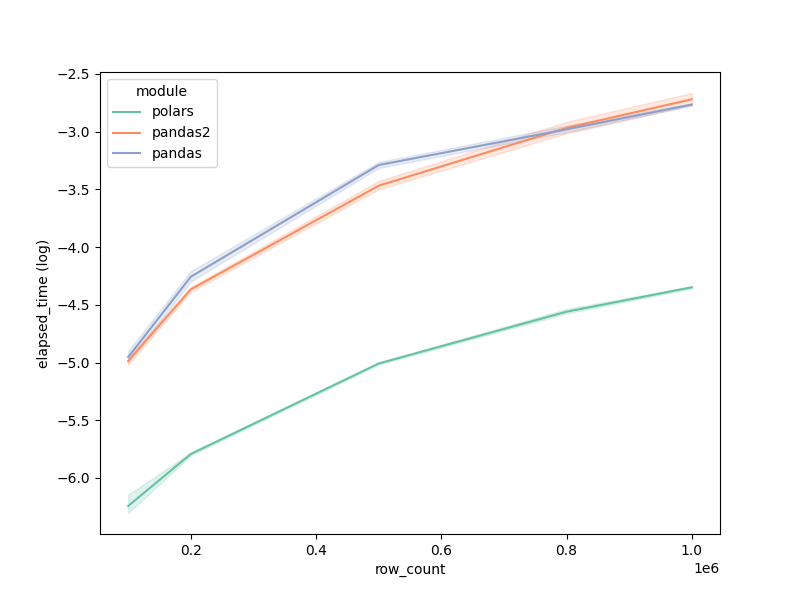 module
polars
pandas2
pandas
−2.5
−3.0
−3.5
−4.0
−4.5
−5.0
−5.5
−6.0
elapsed_time (log)
0.2 0.4 0.6 0.8 1.0
1e6
row_count